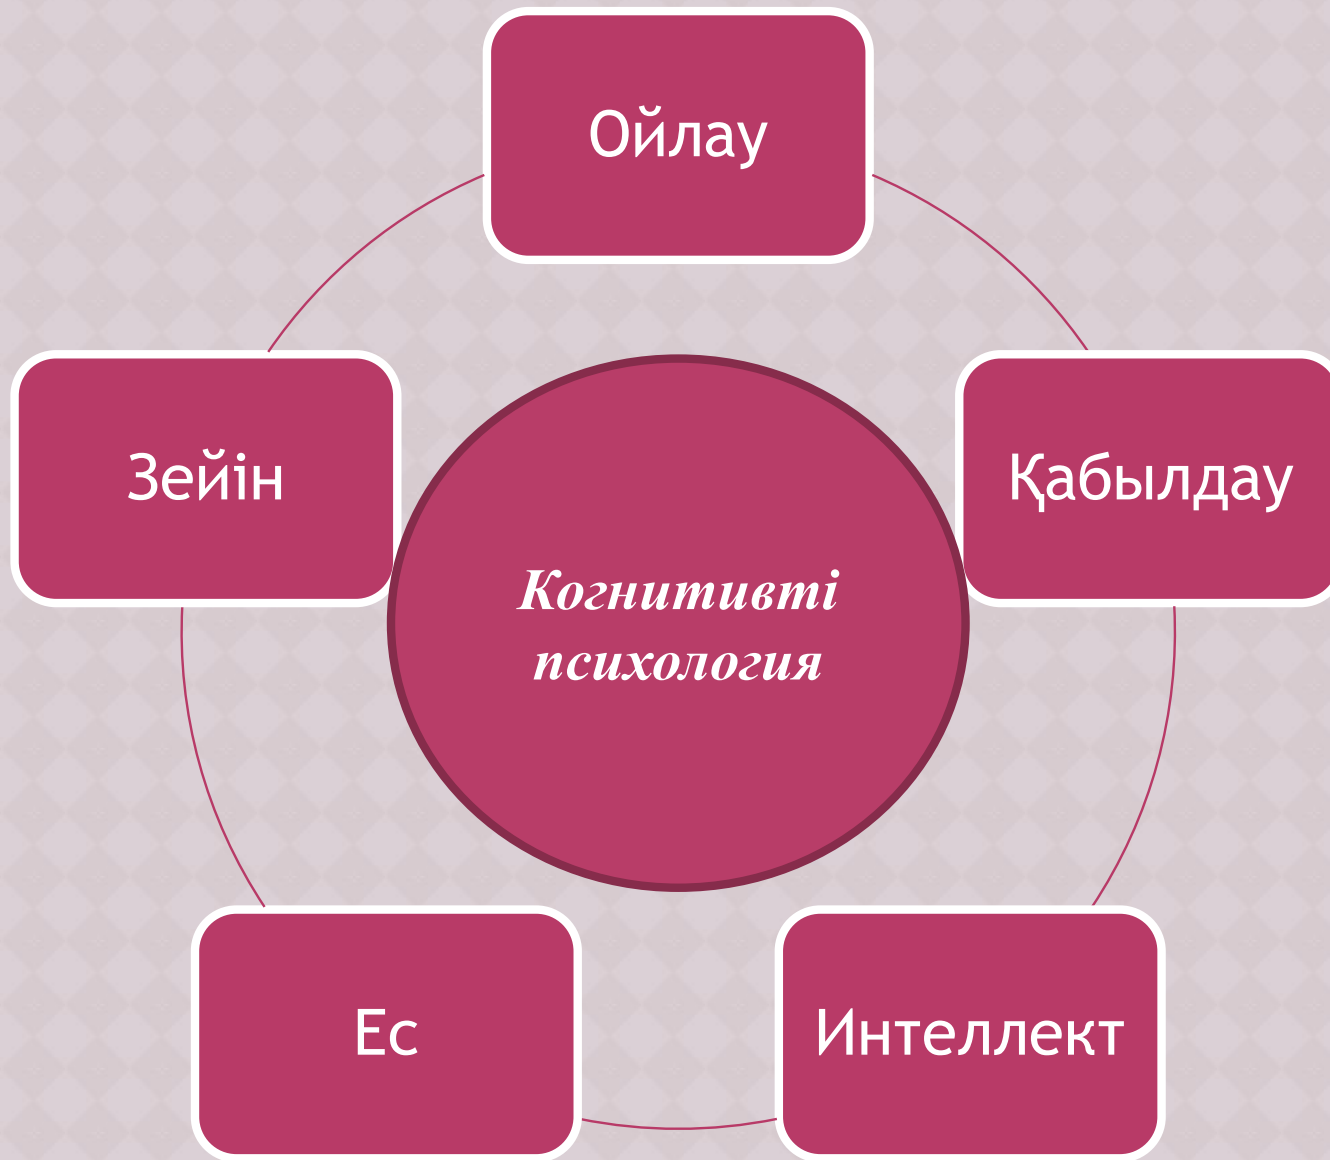 Ойлау
Зейін
Қабылдау
Когнитивті
психология
Ес
Интеллект